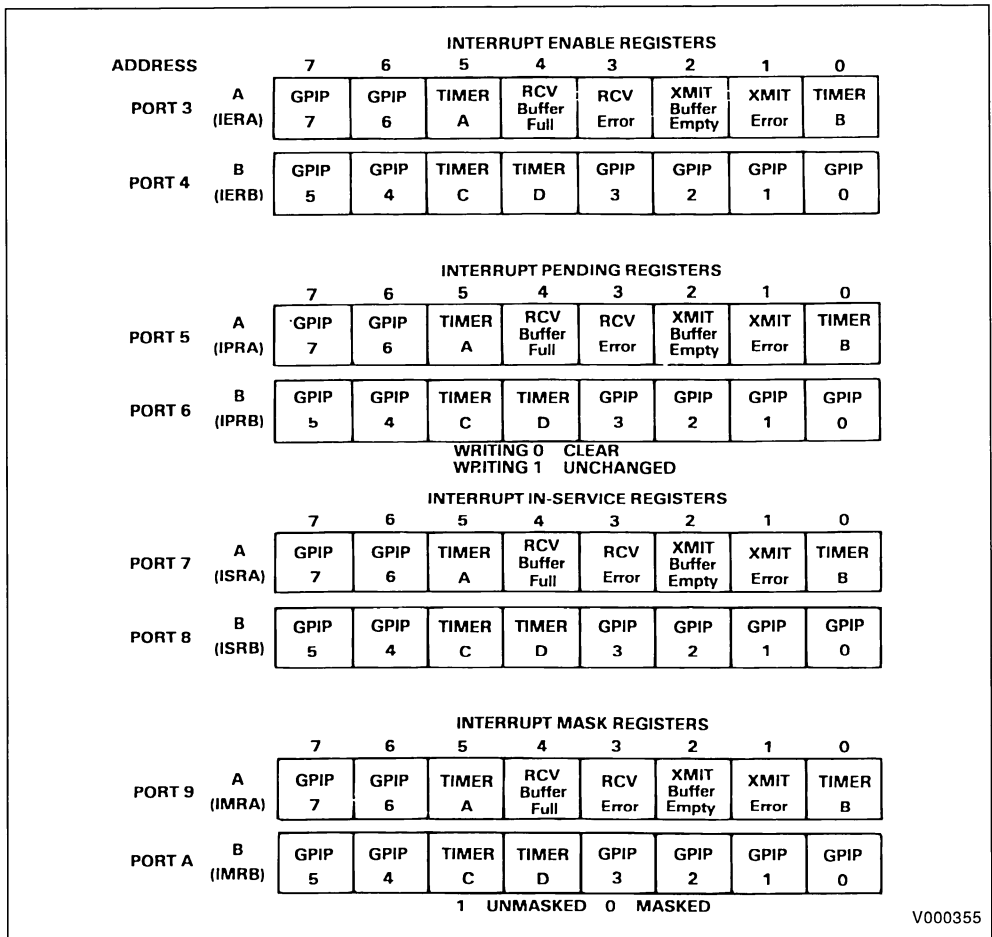 INTERRUPT ENABLE REGISTERS
ADDRESS 7 6 5 4 3 2 1 0
PORT 3 A (IERA) GPIP 7 GPIP 6 TIMER A RCV Buffer Full RCV Error XMIT Buffer Empty XMIT Error TIMER B
PORT 4 B (IERB) GPIP 5 GPIP 4 TIMER C TIMER D GPIP 3 GPIP 2 GPIP 1 GPIP 0
INTERRUPT PENDING REGISTERS
7 6 5 4 3 2 1 0
PORT 5 A (IPRA) GPIP 7 GPIP 6 TIMER A RCV Buffer Full RCV Error XMIT Buffer Empty XMIT Error TIMER B
PORT 6 B (IPRB) GPIP 5 GPIP 4 TIMER C TIMER D GPIP 3 GPIP 2 GPIP 1 GPIP 0
WRITING 0 CLEAR
WRITING 1 UNCHANGED
INTERRUPT IN-SERVICE REGISTERS
7 6 5 4 3 2 1 0
PORT 7 A (ISRA) GPIP 7 GPIP 6 TIMER A RCV Buffer Full RCV Error XMIT Buffer Empty XMIT Error TIMER B
PORT 8 B (ISRB) GPIP 5 GPIP 4 TIMER C TIMER D GPIP 3 GPIP 2 GPIP 1 GPIP 0
INTERRUPT MASK REGISTERS
7 6 5 4 3 2 1 0
PORT 9 A (IMRA) GPIP 7 GPIP 6 TIMER A RCV Buffer Full RCV Error XMIT Buffer Empty XMIT Error TIMER B
PORT A B (IMRB) GPIP 5 GPIP 4 TIMER C TIMER D GPIP 3 GPIP 2 GPIP 1 GPIP 0
1 UNMASKED 0 MASKED
V000355